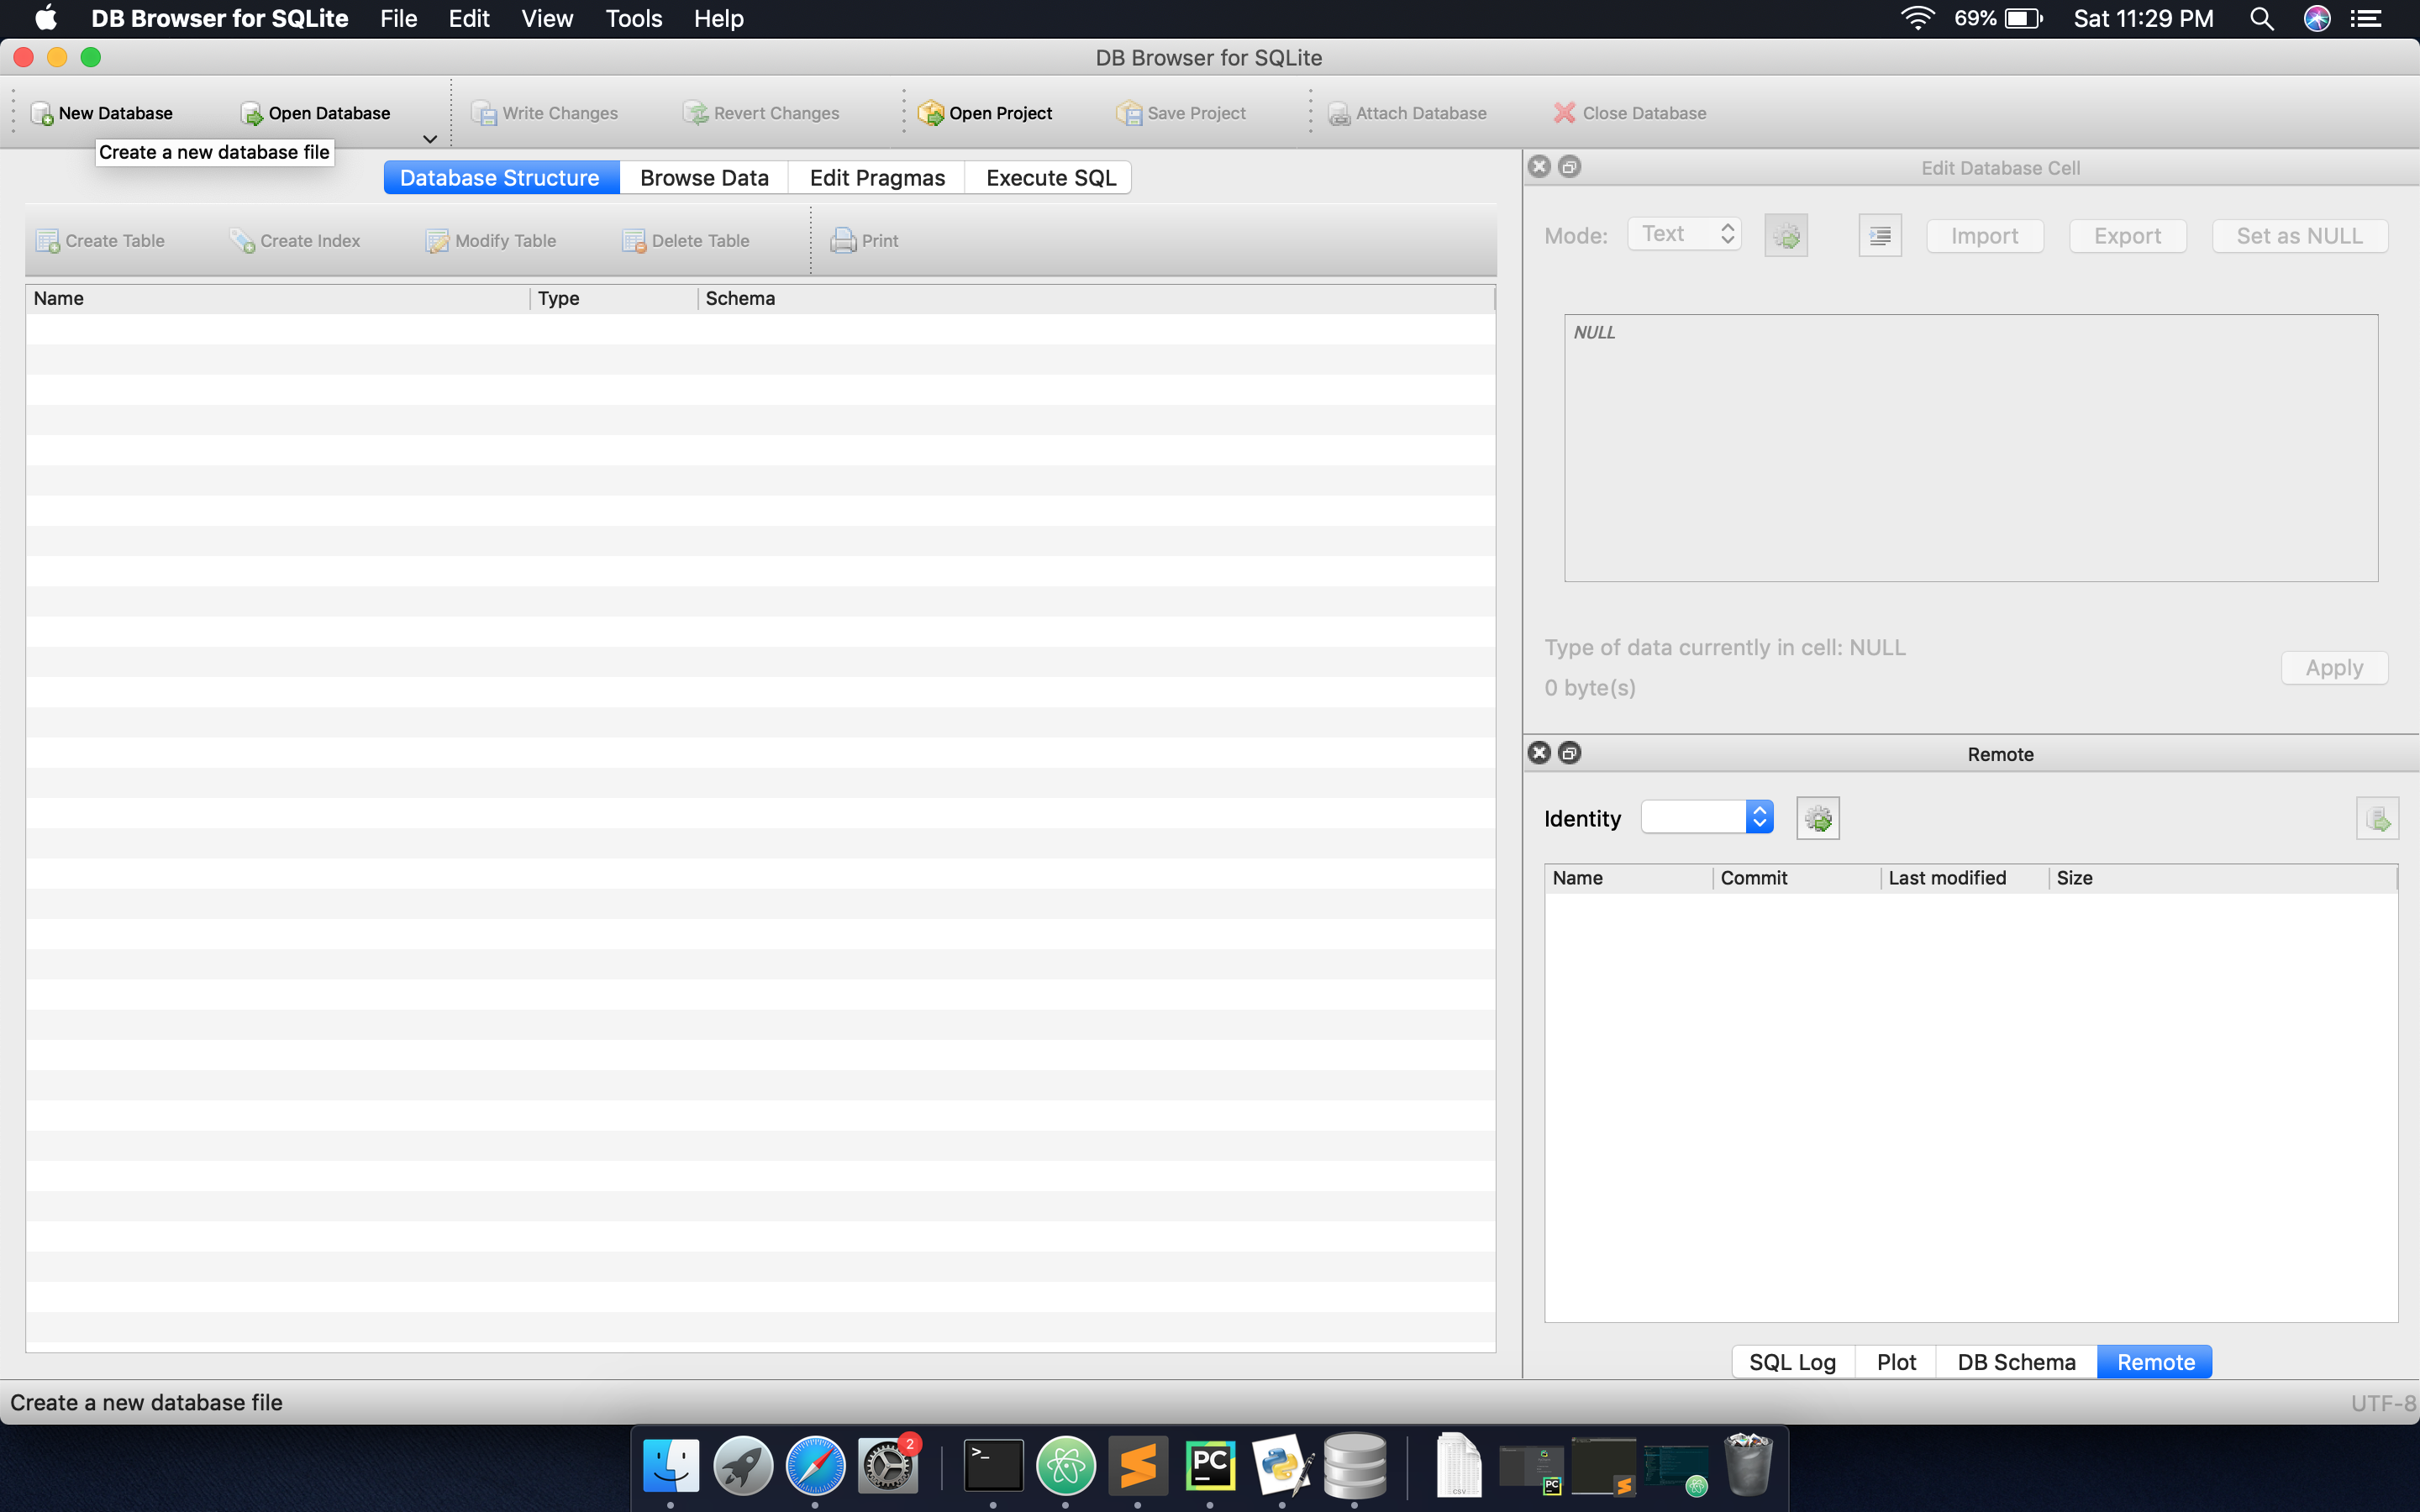 DB Browser for SQLite File Edit View Tools Help 69% Sat 11:29 PM
DB Browser for SQLite
New Database Open Database Write Changes Revert Changes Open Project Save Project Attach Database Close Database
Create a new database file
Database Structure Browse Data Edit Pragmas Execute SQL
Create Table Create Index Modify Table Delete Table Print
Name Type Schema
Edit Database Cell
Mode: Text Import Export Set as NULL
NULL
Type of data currently in cell: NULL
0 byte(s)
Apply
Remote
Identity
Name Commit Last modified Size
SQL Log Plot DB Schema Remote
Create a new database file UTF-8
2
>_
PC
CSV
PC